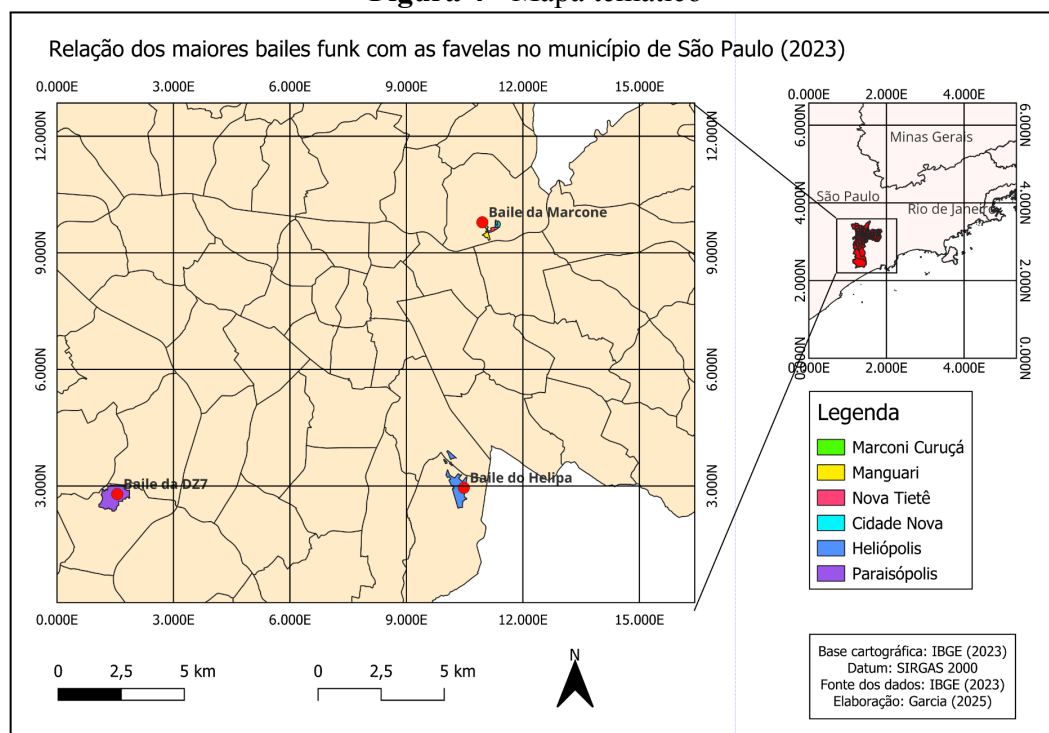 Figura 4 - Mapa temático
Relação dos maiores bailes funk com as favelas no município de São Paulo (2023)
0.000E 3.000E 6.000E 9.000E 12.000E 15.000E
12.000N 12.000N
9.000N 9.000N
6.000N 6.000N
3.000N 3.000N
Baile da Marcone
Baile da DZ7
Baile do Helipa
0.000E 3.000E 6.000E 9.000E 12.000E 15.000E
0 2,5 5 km
0 2,5 5 km
N
0.000E 2.000E 4.000E
6.000N 6.000N
Minas Gerais
São Paulo
Rio de Janeiro
4.000N 4.000N
2.000N 2.000N
0.000N 0.000N
0.000E 2.000E 4.000E
Legenda
Marconi Curuçá
Manguari
Nova Tietê
Cidade Nova
Heliópolis
Paraisópolis
Base cartográfica: IBGE (2023)
Datum: SIRGAS 2000
Fonte dos dados: IBGE (2023)
Elaboração: Garcia (2025)